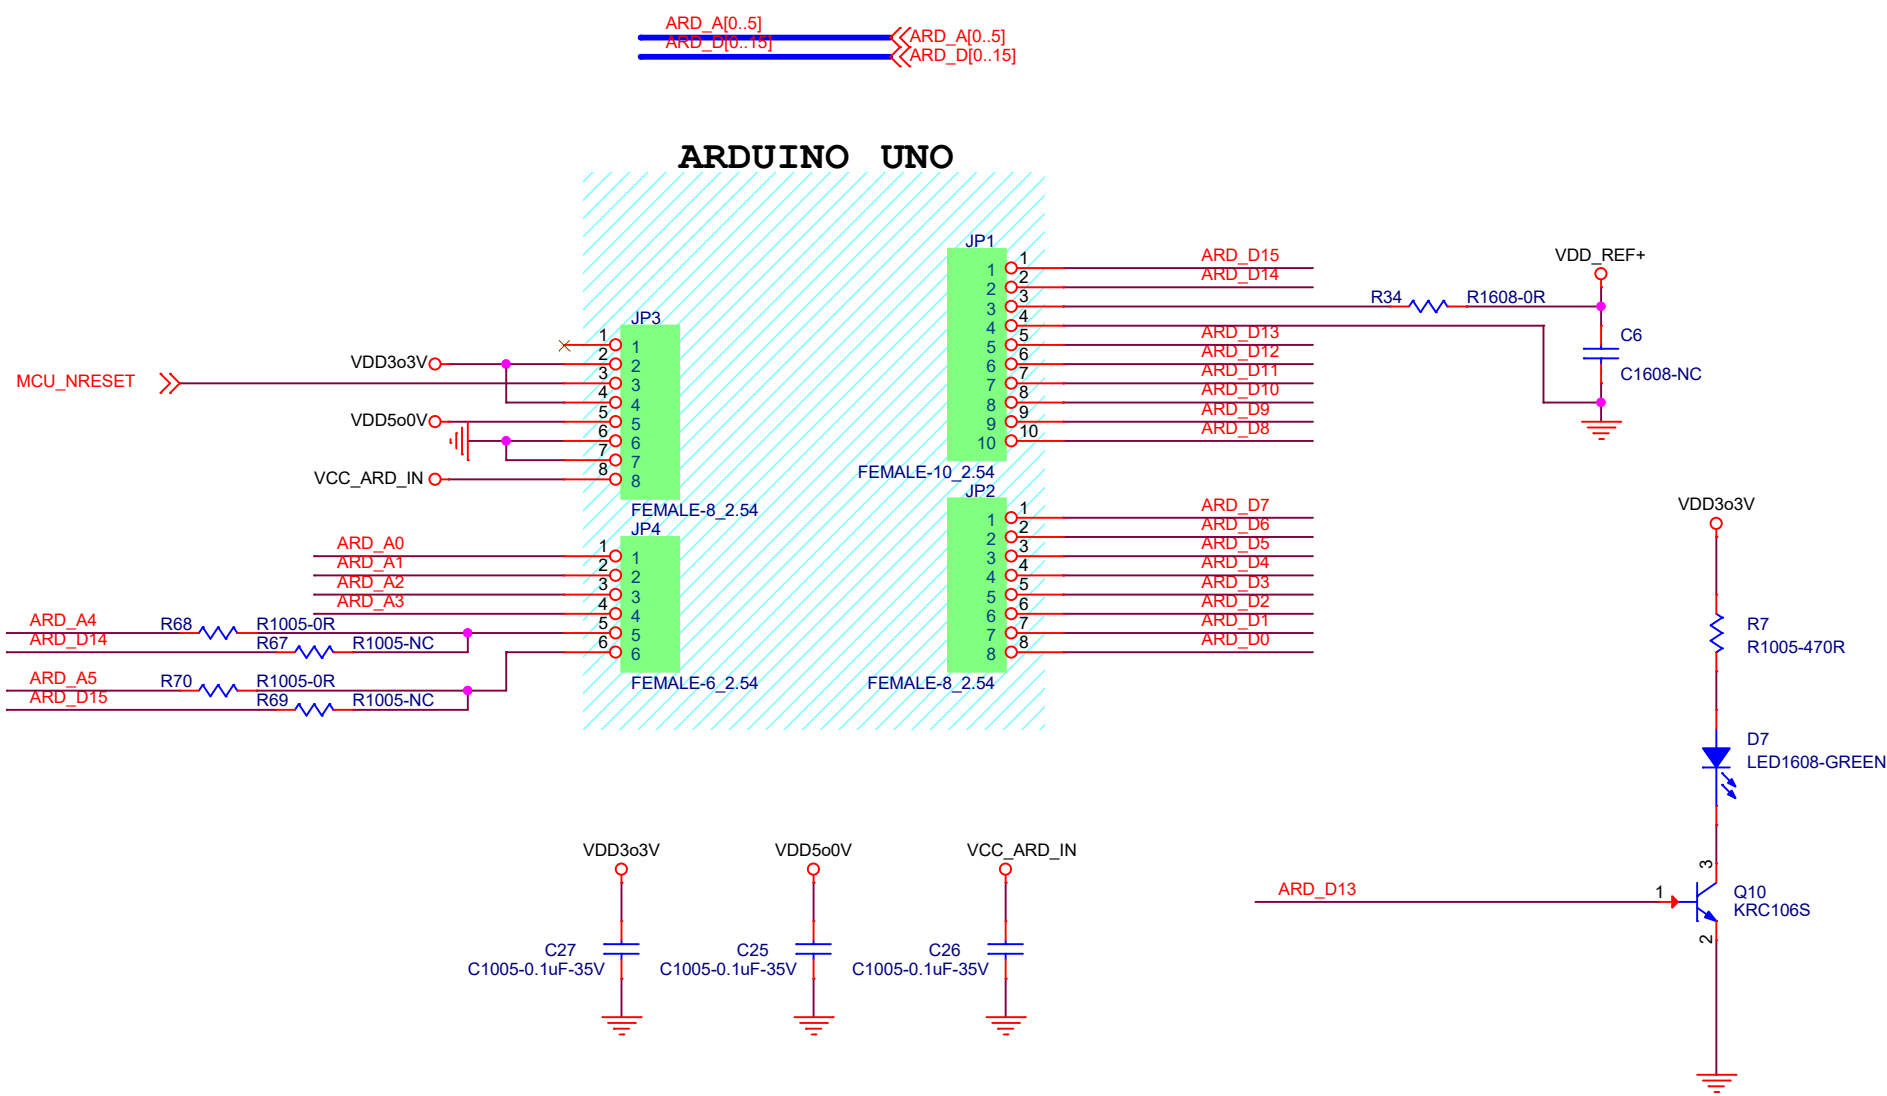 ARD_A[0..5]
ARD_A[0..5]
ARD_D[0..15]
ARD_D[0..15]
ARDUINO UNO
JP1
1 1 ARD_D15
2 2 ARD_D14
3 3 R34 R1608-0R
4 4
5 5 ARD_D13
6 6 ARD_D12
7 7 ARD_D11
8 8 ARD_D10
9 9 ARD_D9
10 10 ARD_D8
FEMALE-10_2.54
VDD_REF+
C6
C1608-NC
JP3
1 1
VDD3o3V 2 2
MCU_NRESET 3 3
4 4
VDD5o0V 5 5
6 6
7 7
VCC_ARD_IN 8 8
FEMALE-8_2.54
JP4
ARD_A0 1 1
ARD_A1 2 2
ARD_A2 3 3
ARD_A3 4 4
ARD_A4 R68 R1005-0R 5 5
ARD_D14 R67 R1005-NC 6 6
ARD_A5 R70 R1005-0R
ARD_D15 R69 R1005-NC
FEMALE-6_2.54
JP2
1 1 ARD_D7
2 2 ARD_D6
3 3 ARD_D5
4 4 ARD_D4
5 5 ARD_D3
6 6 ARD_D2
7 7 ARD_D1
8 8 ARD_D0
FEMALE-8_2.54
VDD3o3V
R7
R1005-470R
D7
LED1608-GREEN
3
ARD_D13 1
Q10
KRC106S
2
VDD3o3V
C27
C1005-0.1uF-35V
VDD5o0V
C25
C1005-0.1uF-35V
VCC_ARD_IN
C26
C1005-0.1uF-35V